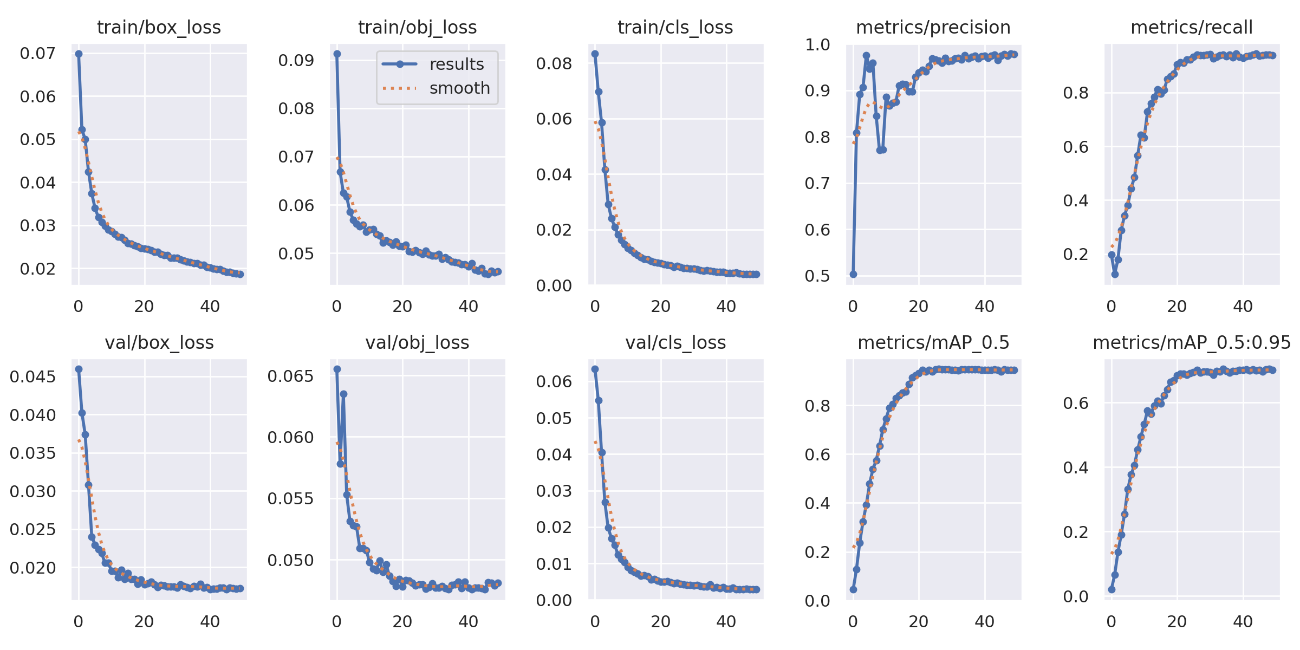 train/box_loss
train/obj_loss
train/cls_loss
metrics/precision
metrics/recall
0.07
0.06
0.05
0.04
0.03
0.02
0 20 40
0.09
0.08
0.07
0.06
0.05
0 20 40
results
smooth
0.08
0.06
0.04
0.02
0.00
0 20 40
1.0
0.9
0.8
0.7
0.6
0.5
0 20 40
0.8
0.6
0.4
0.2
0 20 40
val/box_loss
val/obj_loss
val/cls_loss
metrics/mAP_0.5
metrics/mAP_0.5:0.95
0.045
0.040
0.035
0.030
0.025
0.020
0 20 40
0.065
0.060
0.055
0.050
0 20 40
0.06
0.05
0.04
0.03
0.02
0.01
0.00
0 20 40
0.8
0.6
0.4
0.2
0.0
0 20 40
0.6
0.4
0.2
0.0
0 20 40